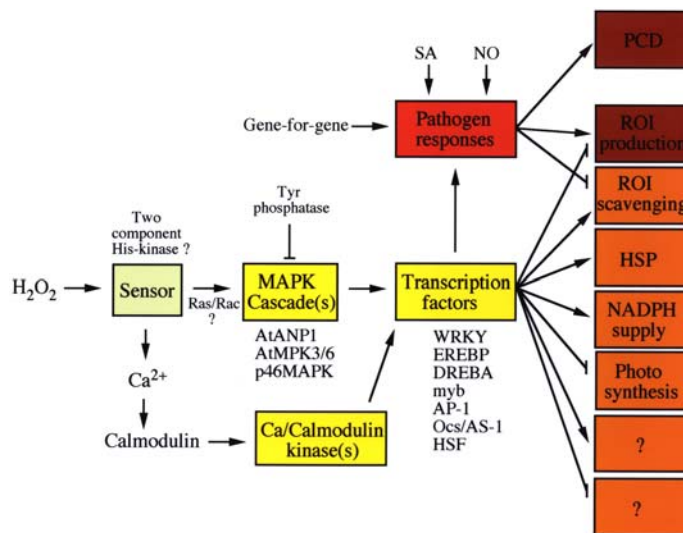 SA
NO
PCD
Gene-for-gene
Pathogen
responses
ROI
production
ROI
scavenging
Tyr
phosphatase
Two
component
His-kinase ?
H₂O₂
Sensor
Ras/Rac
?
MAPK
Cascade(s)
Transcription
factors
HSP
NADPH
supply
AtANP1
AtMPK3/6
p46MAPK
WRKY
EREBP
DREBA
myb
AP-1
Ocs/AS-1
HSF
Photo
synthesis
Ca²⁺
Calmodulin
Ca/Calmodulin
kinase(s)
?
?